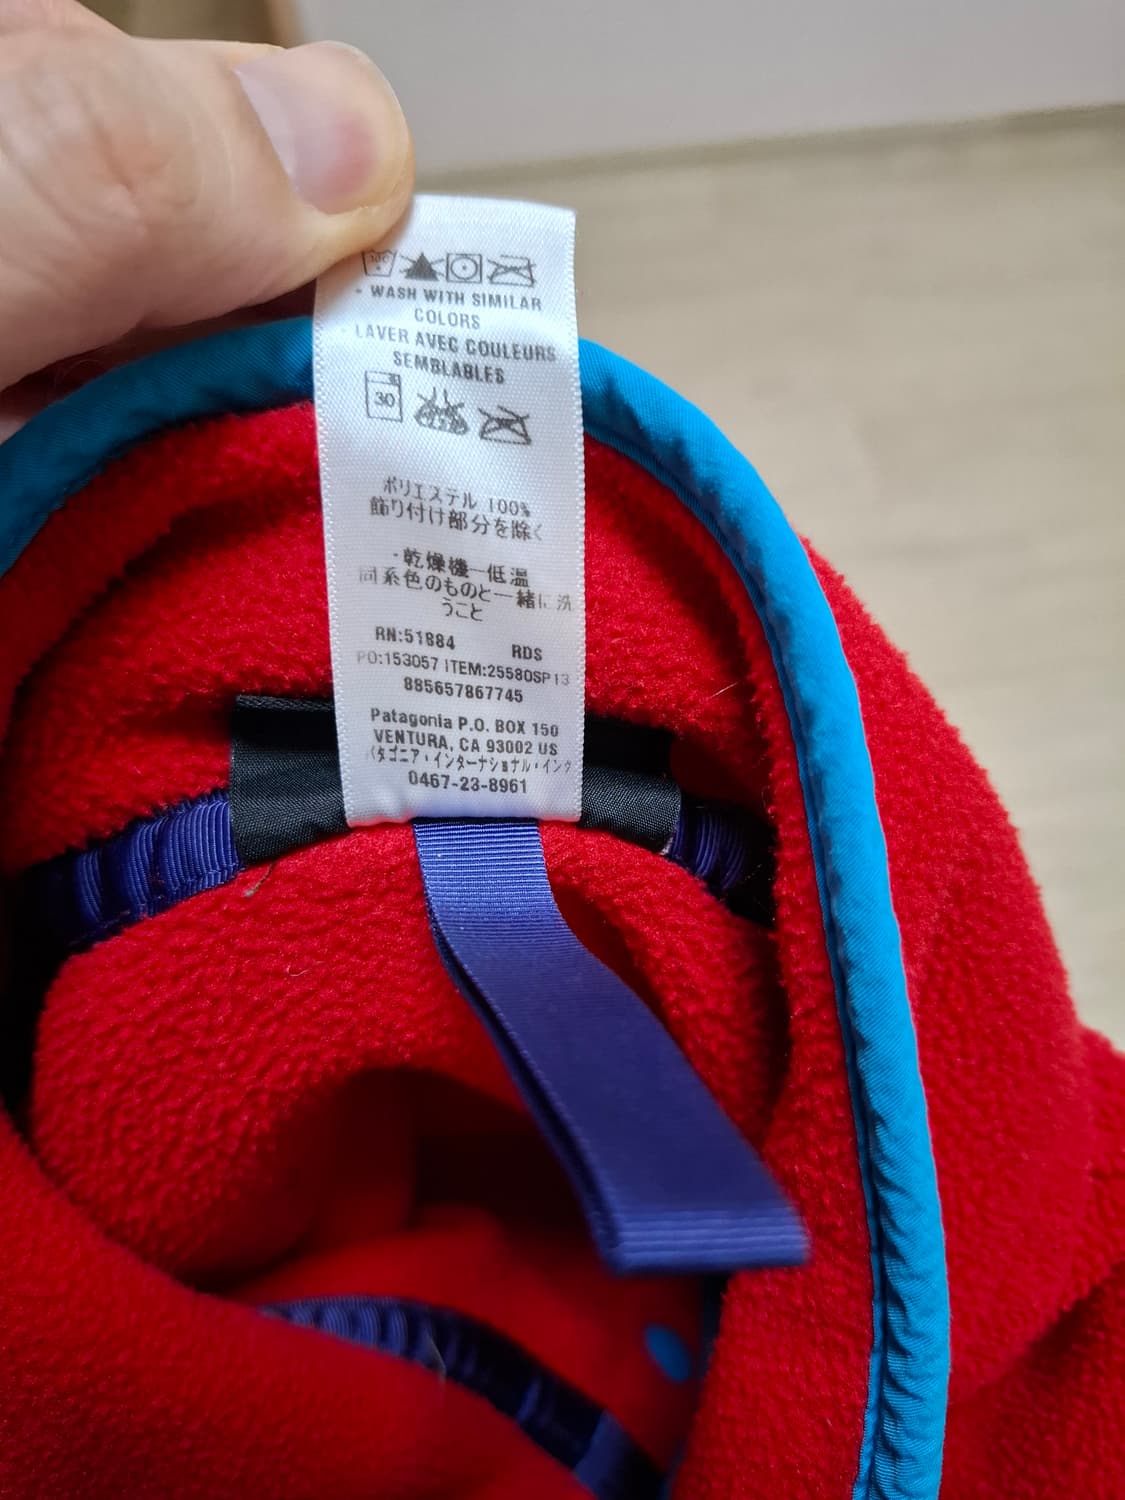 - WASH WITH SIMILAR
COLORS
- LAVER AVEC COULEURS
SEMBLABLES
30
ポリエステル 100%
飾り付け部分を除く
・乾燥機一低温
同系色のものと一緒に洗
うこと
RN:51884 RDS
PO:153057 ITEM:25580SP13
885657867745
Patagonia P.O. BOX 150
VENTURA, CA 93002 US
パタゴニア・インターナショナル・インク
0467-23-8961